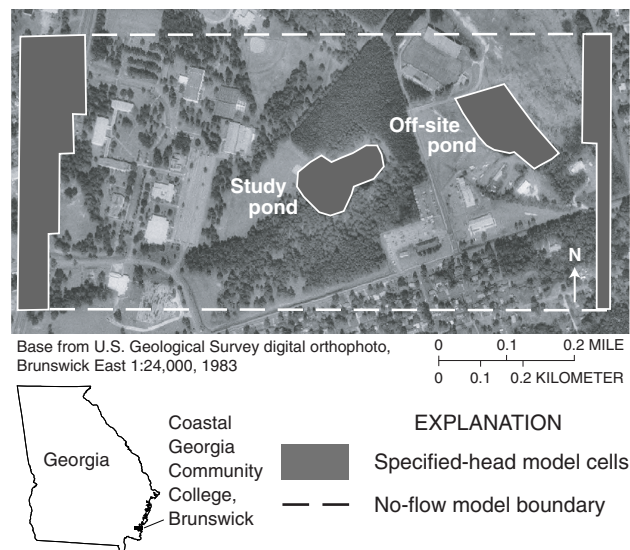 Off-site
pond
Study
pond
N
Base from U.S. Geological Survey digital orthophoto,
Brunswick East 1:24,000, 1983
0 0.1 0.2 MILE
0 0.1 0.2 KILOMETER
Georgia
Coastal
Georgia
Community
College,
Brunswick
EXPLANATION
Specified-head model cells
No-flow model boundary